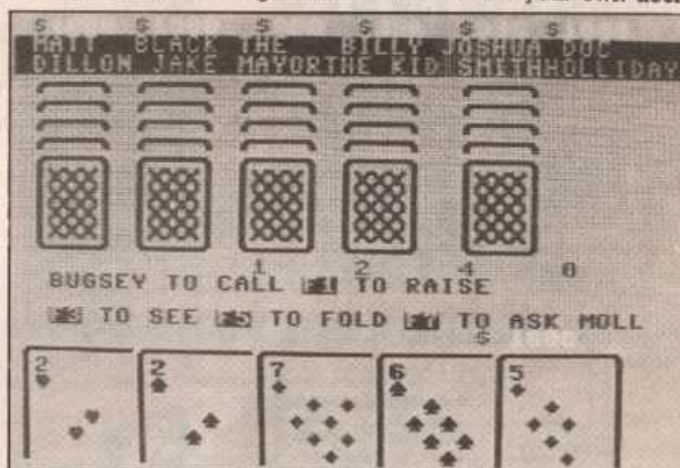 $ $ $ $ $ $
MATT BLACK THE BILLY JOSHUA DOC
DILLON JAKE MAYORTHE KID SMITHHOLLIDAY
1 2 4 0
BUGSEY TO CALL TO RAISE
TO SEE TO FOLD TO ASK MOLL
$
2 2 7 6 5